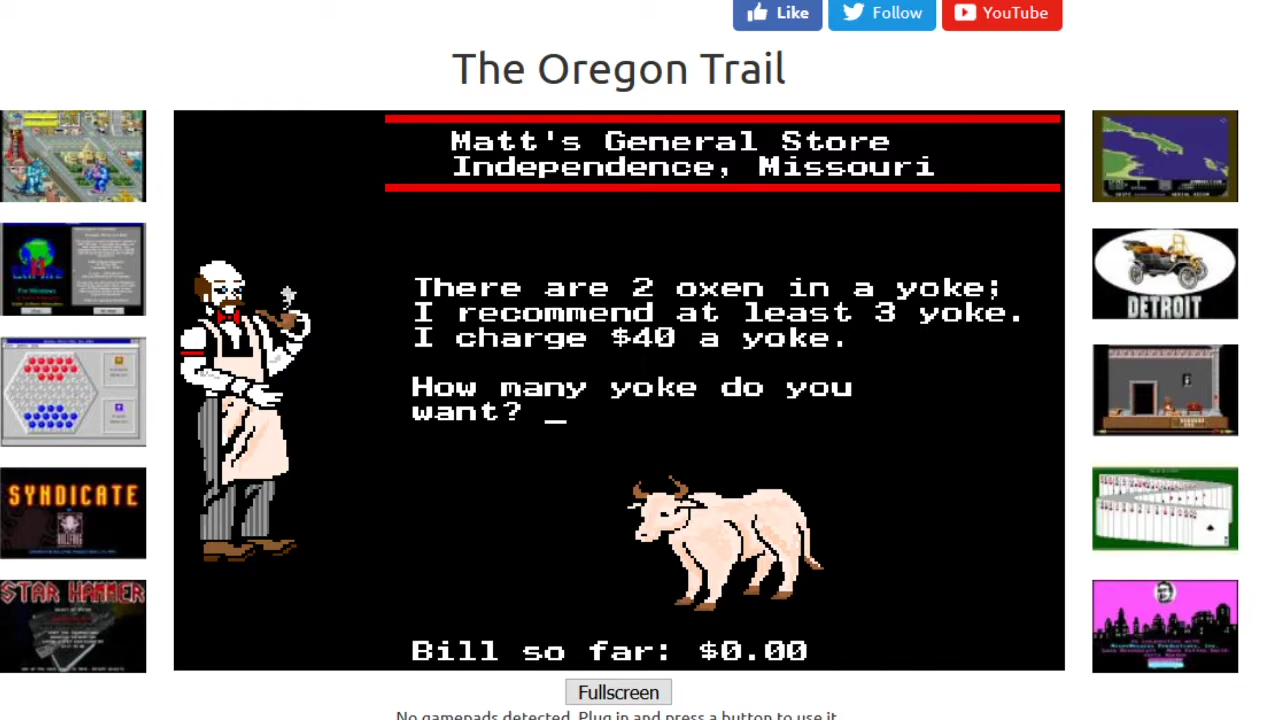 Like
Follow
YouTube
The Oregon Trail
Matt's General Store
Independence, Missouri
There are 2 oxen in a yoke;
I recommend at least 3 yoke.
I charge $40 a yoke.
How many yoke do you
want? _
Bill so far: $0.00
SYNDICATE
STAR HAMMER
DETROIT
Fullscreen
No gamepads detected. Plug in and press a button to use it